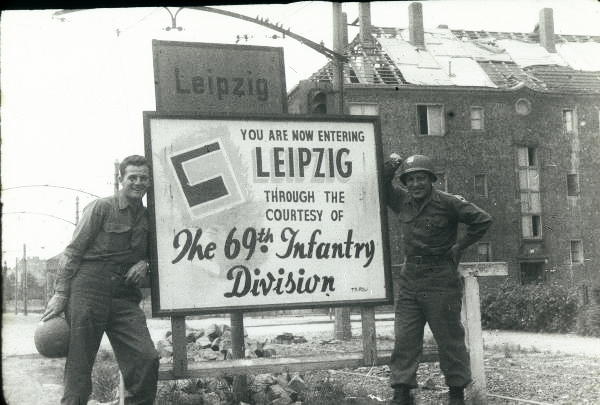 Leipzig
YOU ARE NOW ENTERING
LEIPZIG
THROUGH THE
COURTESY OF
The 69th Infantry
Division